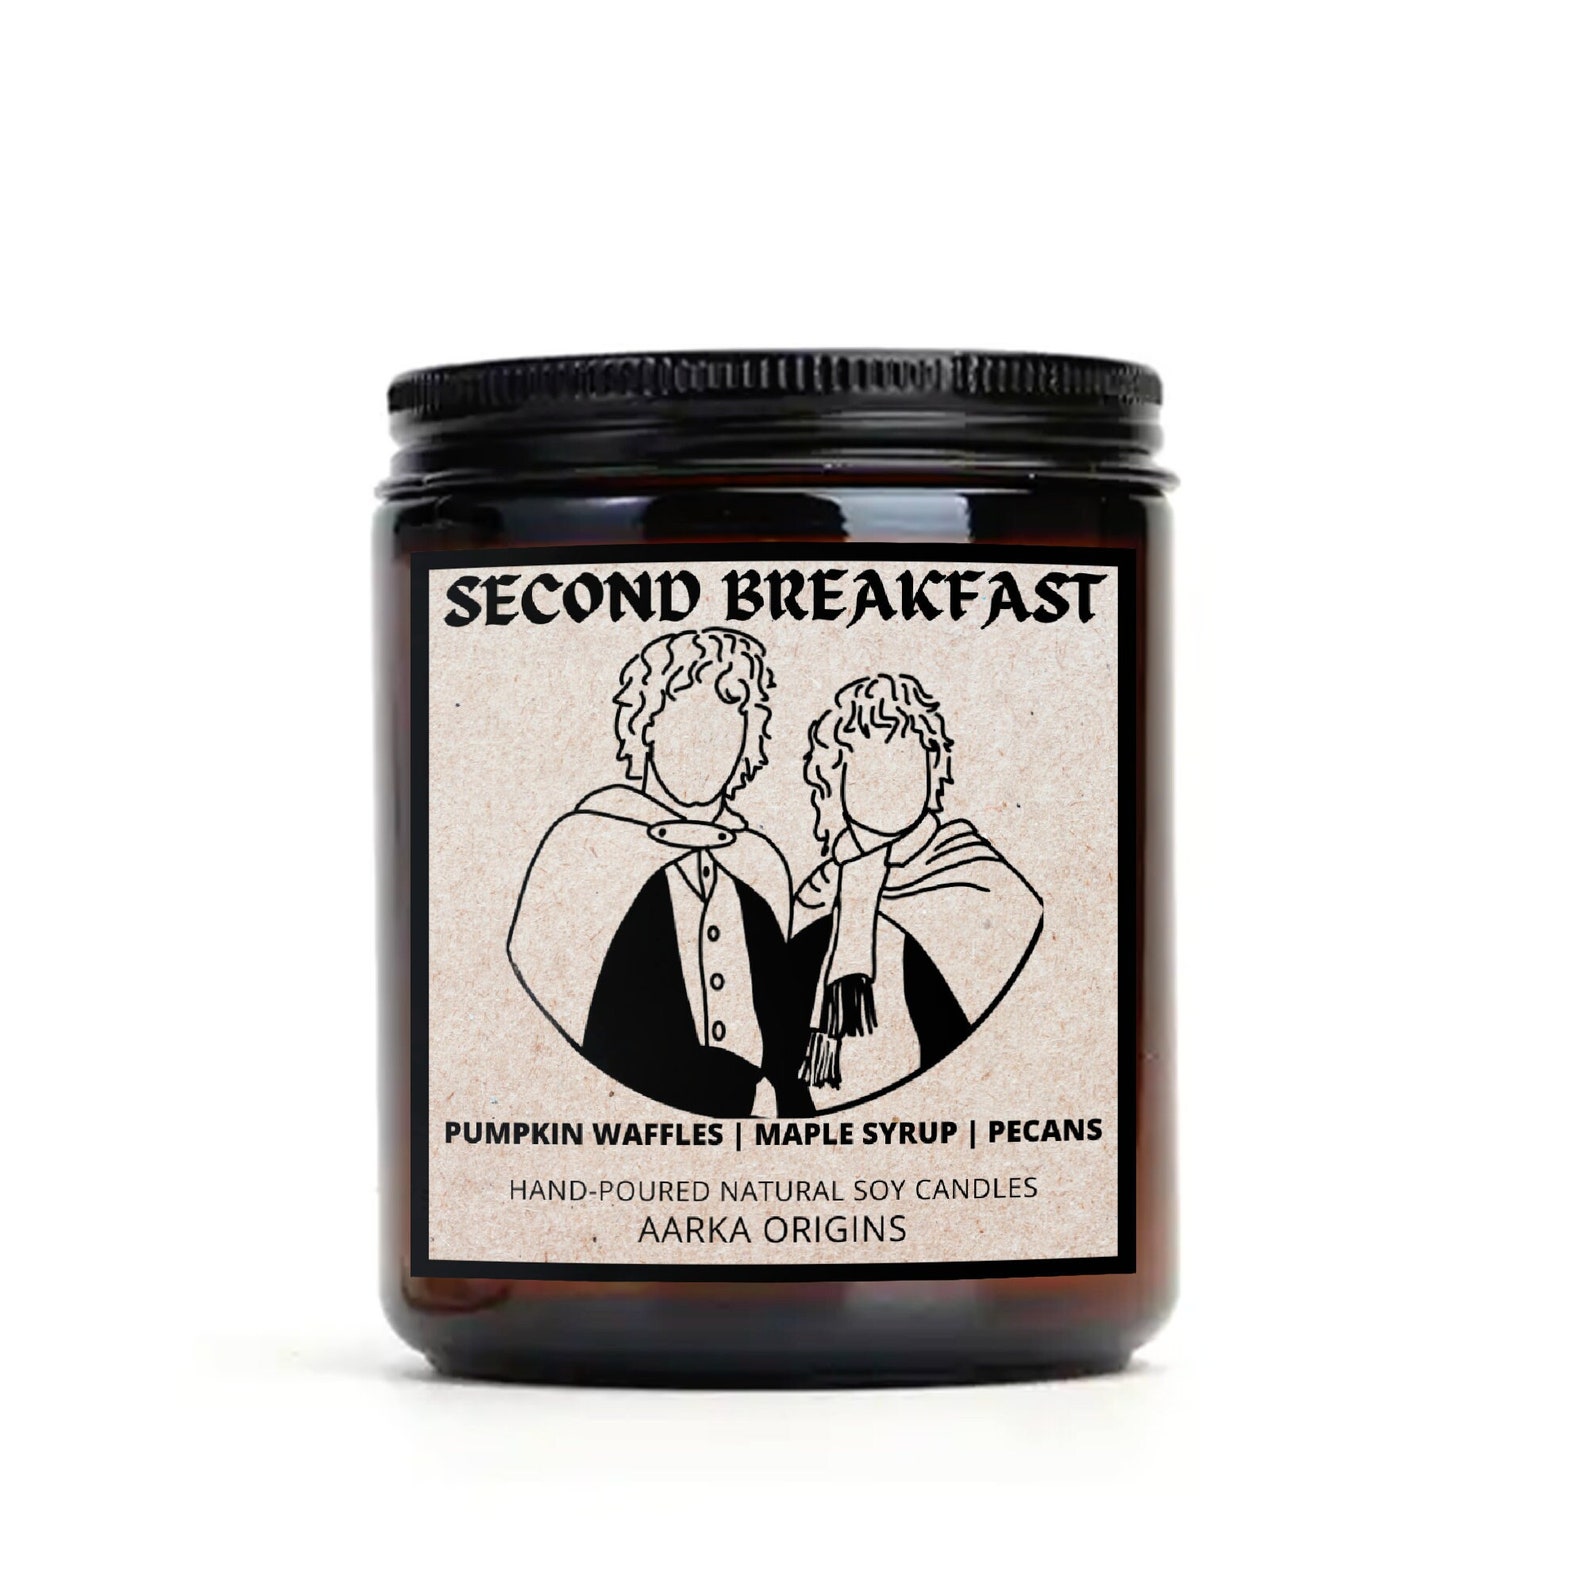 SECOND BREAKFAST
PUMPKIN WAFFLES | MAPLE SYRUP | PECANS
HAND-POURED NATURAL SOY CANDLES
AARKA ORIGINS